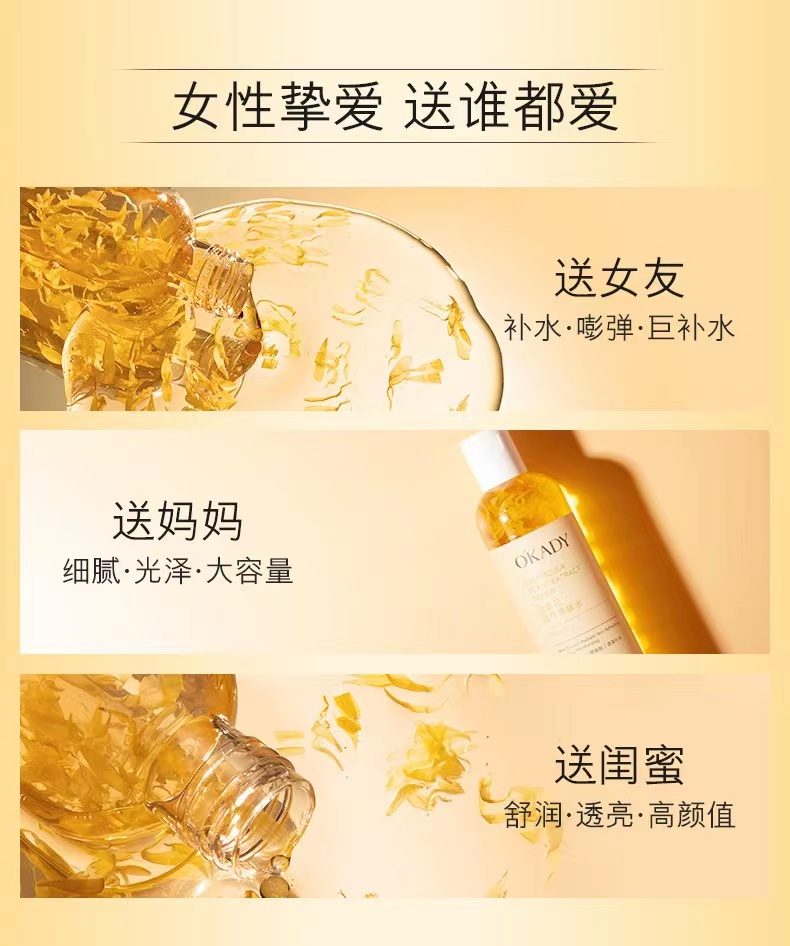 女性挚爱 送谁都爱
送女友
补水·嘭弹·巨补水
送妈妈
细腻·光泽·大容量
O'KADY
送闺蜜
舒润·透亮·高颜值